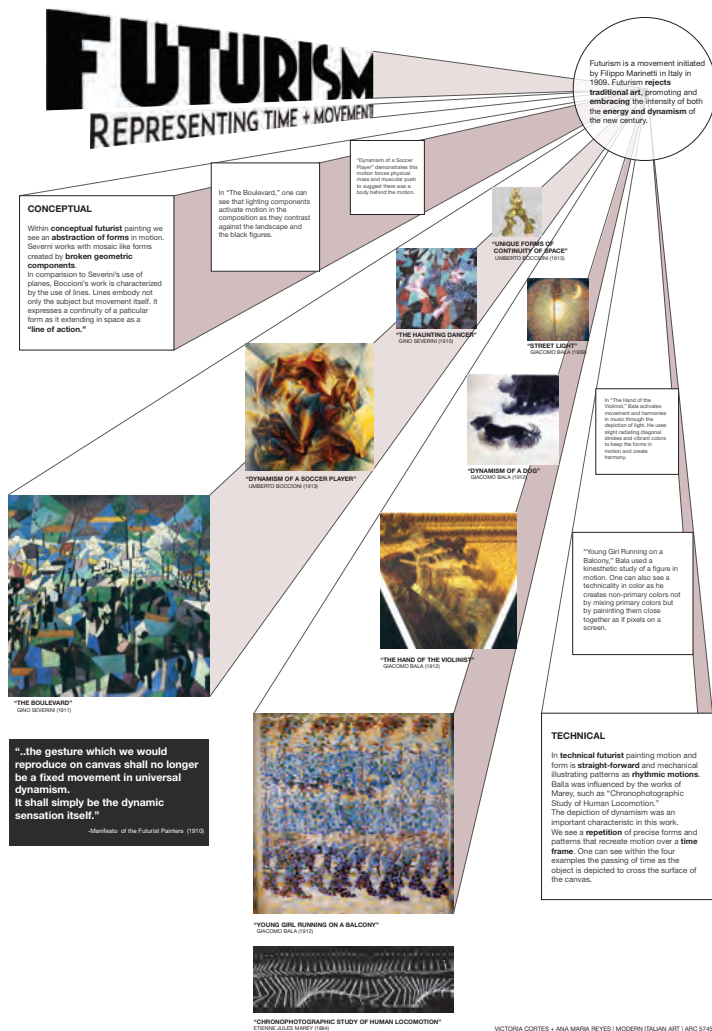 FUTURISM
REPRESENTING TIME + MOVEMENT
Futurism is a movement initiated
by Filippo Marinetti in Italy in
1909. Futurism rejects
traditional art, promoting and
embracing the intensity of both
the energy and dynamism of
the new century.
"Dynamism of a Soccer
Player" demonstrates this
motion forces physical
mass and muscular push
to suggest there was a
body behind the motion.
In "The Boulevard," one can
see that lighting components
activate motion in the
composition as they contrast
against the landscape and
the black figures.
CONCEPTUAL
Within conceptual futurist painting we
see an abstraction of forms in motion.
Severni works with mosaic like forms
created by broken geometric
components.
In comparision to Severini's use of
planes, Boccioni's work is characterized
by the use of lines. Lines embody not
only the subject but movement itself. it
expresses a continuity of a paticular
form as it extending in space as a
"line of action."
"UNIQUE FORMS OF
CONTINUITY OF SPACE"
UMBERTO BOCCIONI (1913)
"THE HAUNTING DANCER"
GINO SEVERINI (1910)
"STREET LIGHT"
GIACOMO BALA (1909)
"DYNAMISM OF A SOCCER PLAYER"
UMBERTO BOCCIONI (1913)
"DYNAMISM OF A DOG"
GIACOMO BALA (1912)
In "The Hand of the
Violinist," Bala activates
movement and harmonies
in music through the
depiction of light. He uses
slight radiating diagonal
strokes and vibrant colors
to keep the forms in
motion and create
harmony.
"Young Girl Running on a
Balcony," Bala used a
kinesthetic study of a figure in
motion. One can also see a
technicality in color as he
creates non-primary colors not
by mixing primary colors but
by painting them close
together as if pixels on a
screen.
"THE HAND OF THE VIOLINIST"
GIACOMO BALA (1912)
"THE BOULEVARD"
GINO SEVERINI (1911)
"..the gesture which we would
reproduce on canvas shall no longer
be a fixed movement in universal
dynamism.
It shall simply be the dynamic
sensation itself."
-Manifesto of the Futurist Painters (1910)
TECHNICAL
In technical futurist painting motion and
form is straight-forward and mechanical
illustrating patterns as rhythmic motions.
Balla was influenced by the works of
Marey, such as "Chronophotographic
Study of Human Locomotion."
The depiction of dynamism was an
important characteristc in this work.
We see a repetition of precise forms and
patterns that recreate motion over a time
frame. One can see within the four
examples the passing of time as the
object is depicted to cross the surface of
the canvas.
"YOUNG GIRL RUNNING ON A BALCONY"
GIACOMO BALA (1912)
"CHRONOPHOTOGRAPHIC STUDY OF HUMAN LOCOMOTION"
ETIENNE JULES MAREY (1884)
VICTORIA CORTES + ANA MARIA REYES | MODERN ITALIAN ART | ARC 5743